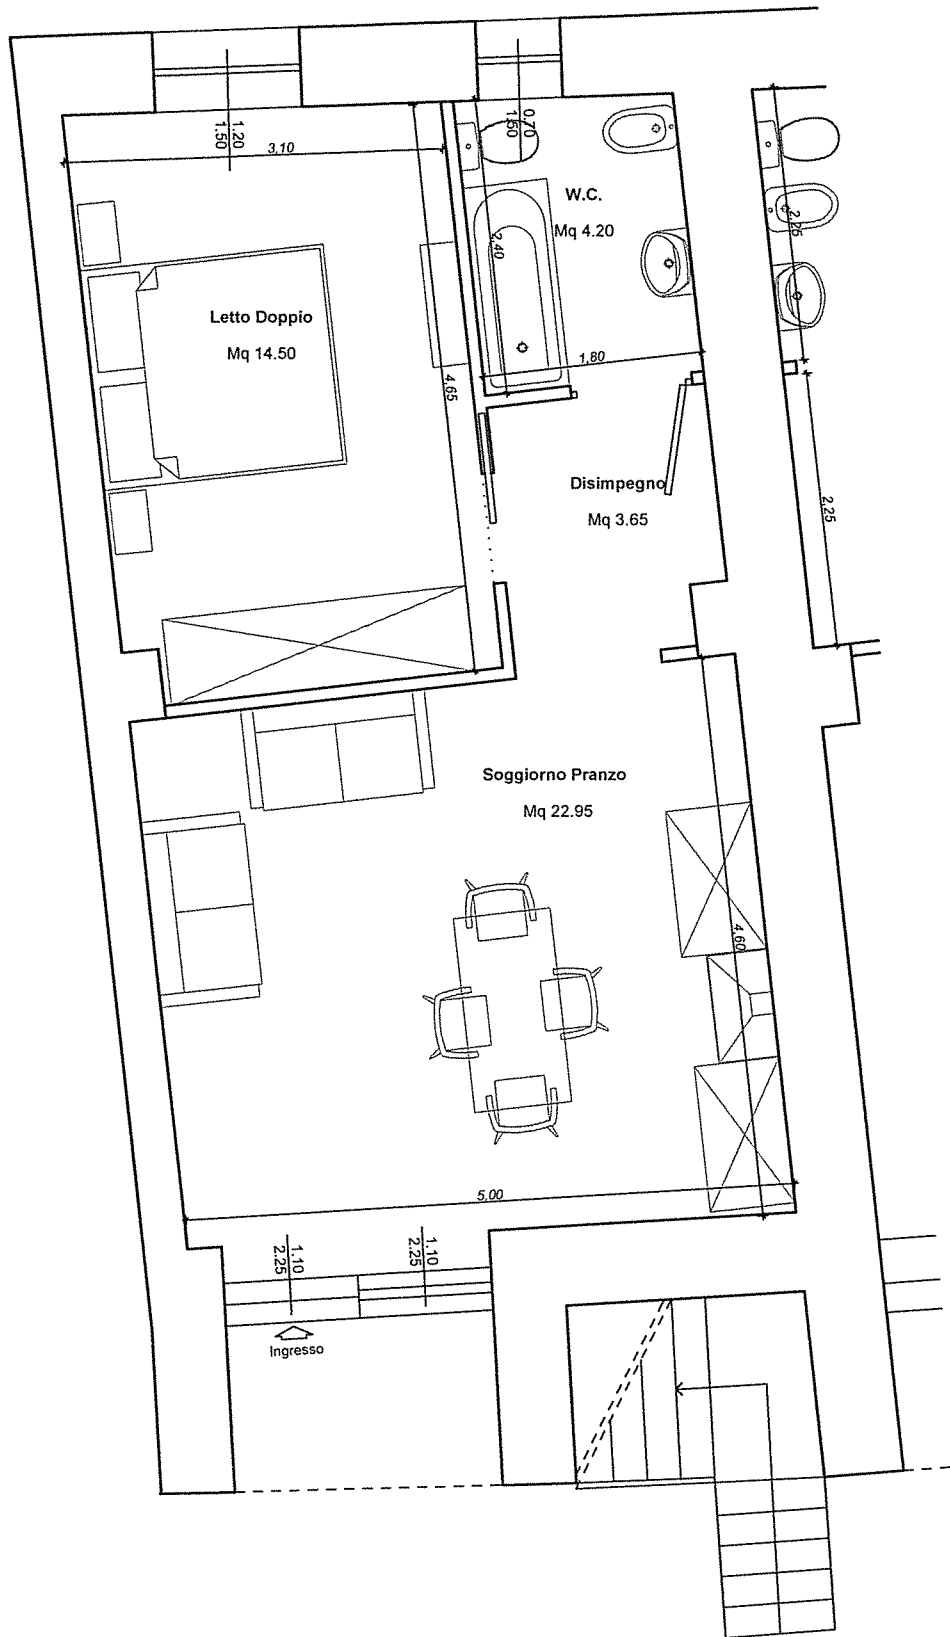 1.20
1.50
3,10
0.70
1.50
W.C.
Mq 4.20
2,40
2,25
Letto Doppio
Mq 14.50
1,80
4,65
Disimpegno
Mq 3.65
2,25
Soggiorno Pranzo
Mq 22.95
4,60
5,00
1.10
2.25
1.10
2.25
Ingresso